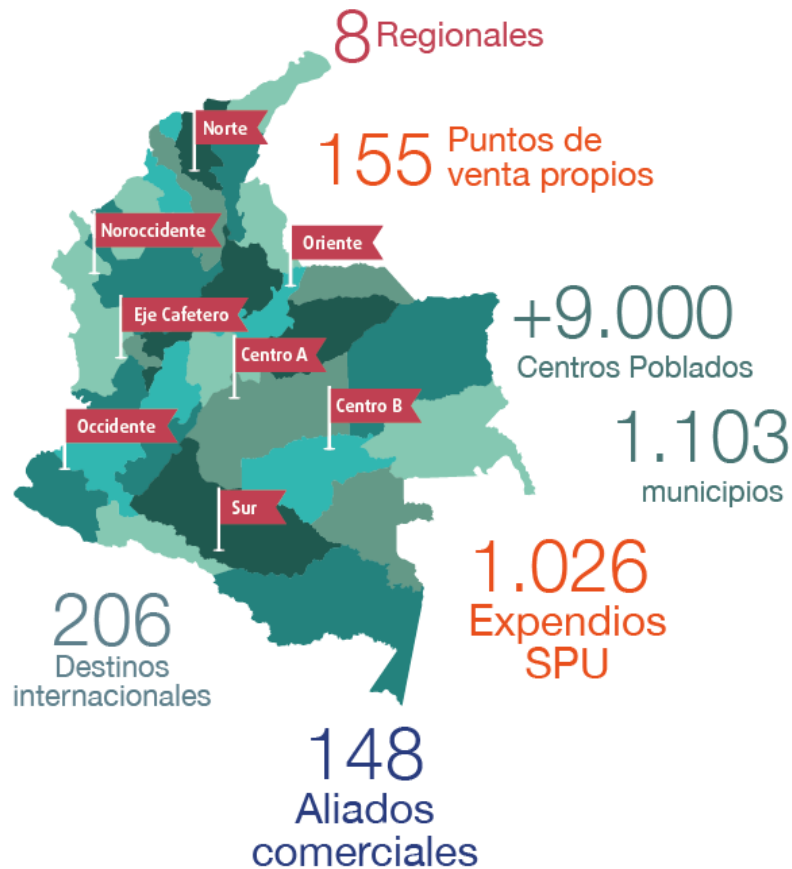 8 Regionales
Norte
155 Puntos de
venta propios
Noroccidente
Oriente
Eje Cafetero
+9.000
Centros Poblados
Centro A
Centro B
Occidente
1.103
municipios
Sur
1.026
Expendios
SPU
206
Destinos
internacionales
148
Aliados
comerciales